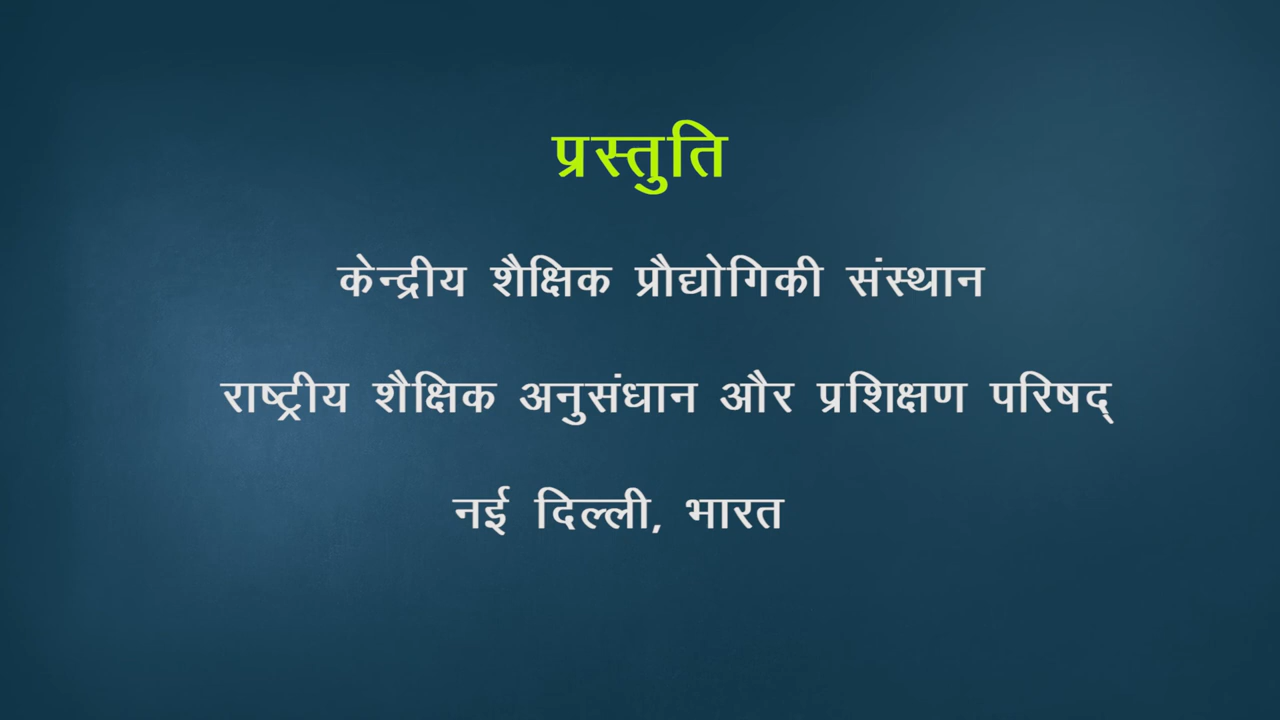 प्रस्तुति
केन्द्रीय शैक्षिक प्रौद्योगिकी संस्थान
राष्ट्रीय शैक्षिक अनुसंधान और प्रशिक्षण परिषद्
नई दिल्ली, भारत